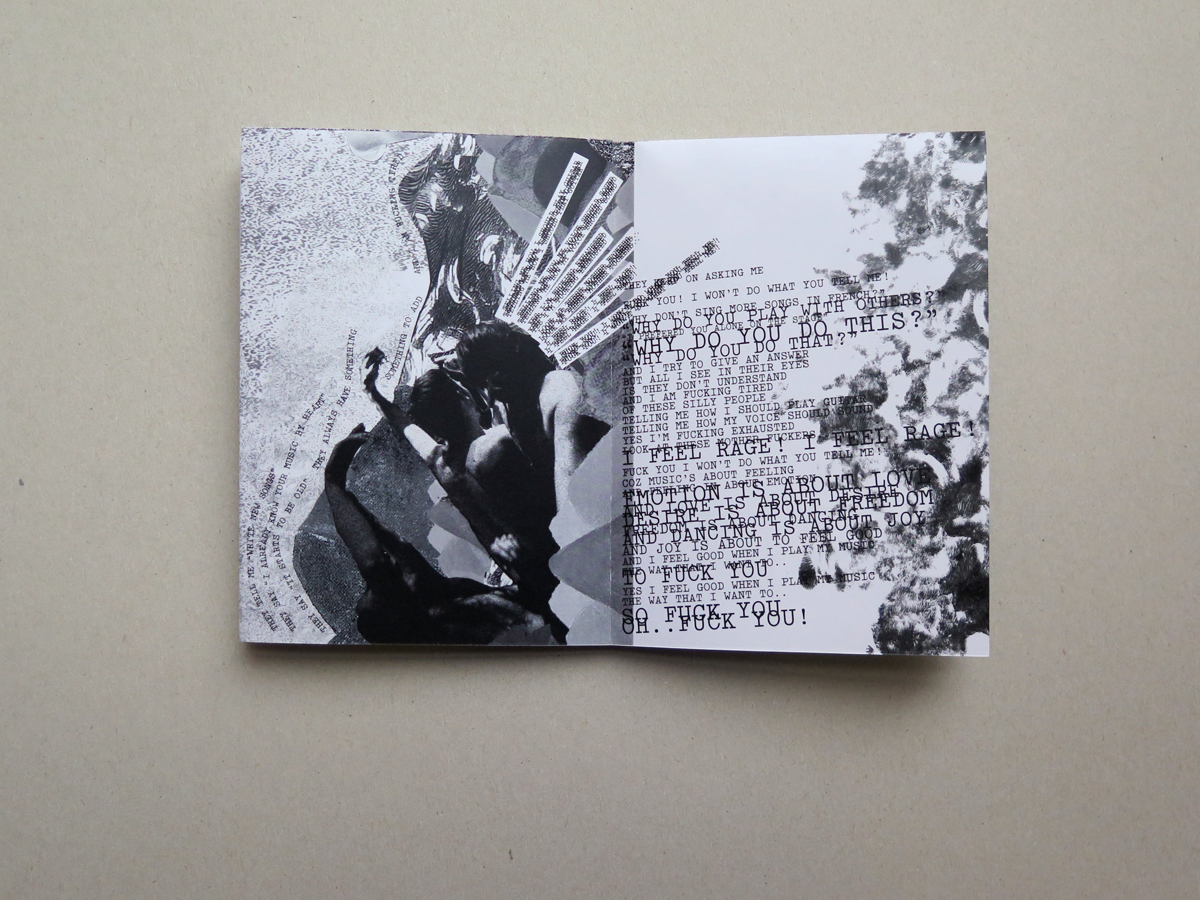 THEY TELL ME "WRITE NEW SONGS"
THEY SAY "I ALREADY KNOW YOUR MUSIC BY HEART"
THEY SAY "IT STARTS TO BE OLD" THEY ALWAYS HAVE SOMETHING
SOMETHING TO ADD
THEY KEEP ON ASKING ME
FUCK YOU! I WON'T DO WHAT YOU TELL ME!
"WHY DON'T SING MORE SONGS IN FRENCH?"
"WHY DO YOU PLAY WITH OTHERS?"
YOU ALONE ON THE STAGE"
"WHY DO YOU DO THIS?"
"WHY DO YOU DO THAT?"
AND I TRY TO GIVE AN ANSWER
BUT ALL I SEE IN THEIR EYES
IS THEY DON'T UNDERSTAND
AND I AM FUCKING TIRED
OF THESE SILLY PEOPLE
TELLING ME HOW I SHOULD PLAY GUITAR
TELLING ME HOW MY VOICE SHOULD SOUND
YES I'M FUCKING EXHAUSTED
LOOK AT THESE MOTHER FUCKERS
I FEEL RAGE! I FEEL RAGE!
FUCK YOU I WON'T DO WHAT YOU TELL ME!
COZ MUSIC'S ABOUT FEELING
AND FEELING IS ABOUT EMOTION
EMOTION IS ABOUT LOVE
AND LOVE IS ABOUT DESIRE
DESIRE IS ABOUT FREEDOM
FREEDOM IS ABOUT DANCING
AND DANCING IS ABOUT JOY
AND JOY IS ABOUT TO FEEL GOOD
AND I FEEL GOOD WHEN I PLAY MY MUSIC
THE WAY THAT I WANT TO..
TO FUCK YOU
YES I FEEL GOOD WHEN I PLAY MY MUSIC
THE WAY THAT I WANT TO..
SO FUCK YOU
OH..FUCK YOU!